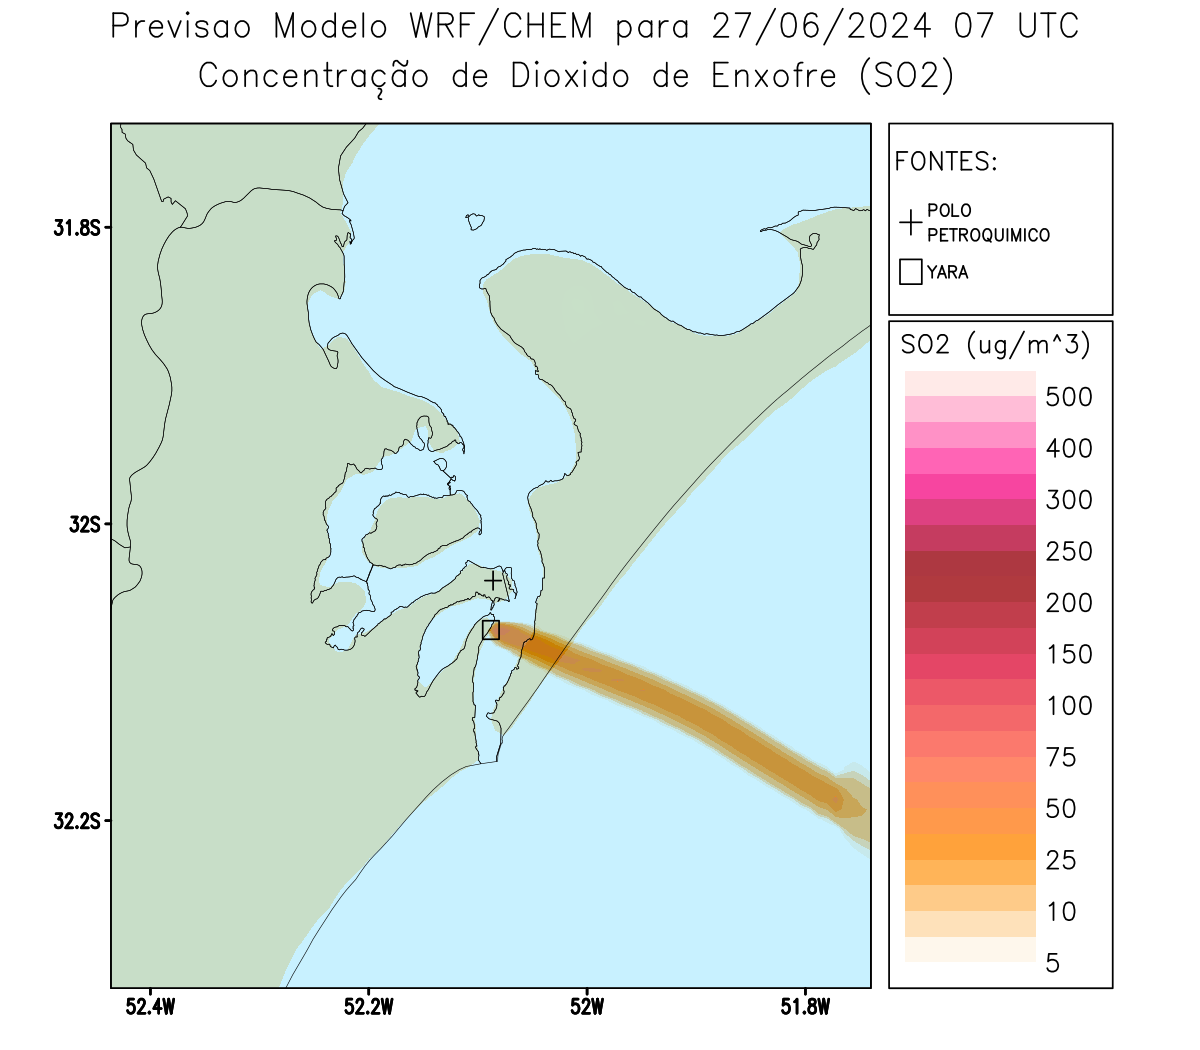 Previsao Modelo WRF/CHEM para 27/06/2024 07 UTC
Concentração de Dioxido de Enxofre (SO2)
FONTES:
POLO
PETROQUIMICO
YARA
31.8S
32S
32.2S
52.4W
52.2W
52W
51.8W
SO2 (ug/m^3)
500
400
300
250
200
150
100
75
50
25
10
5